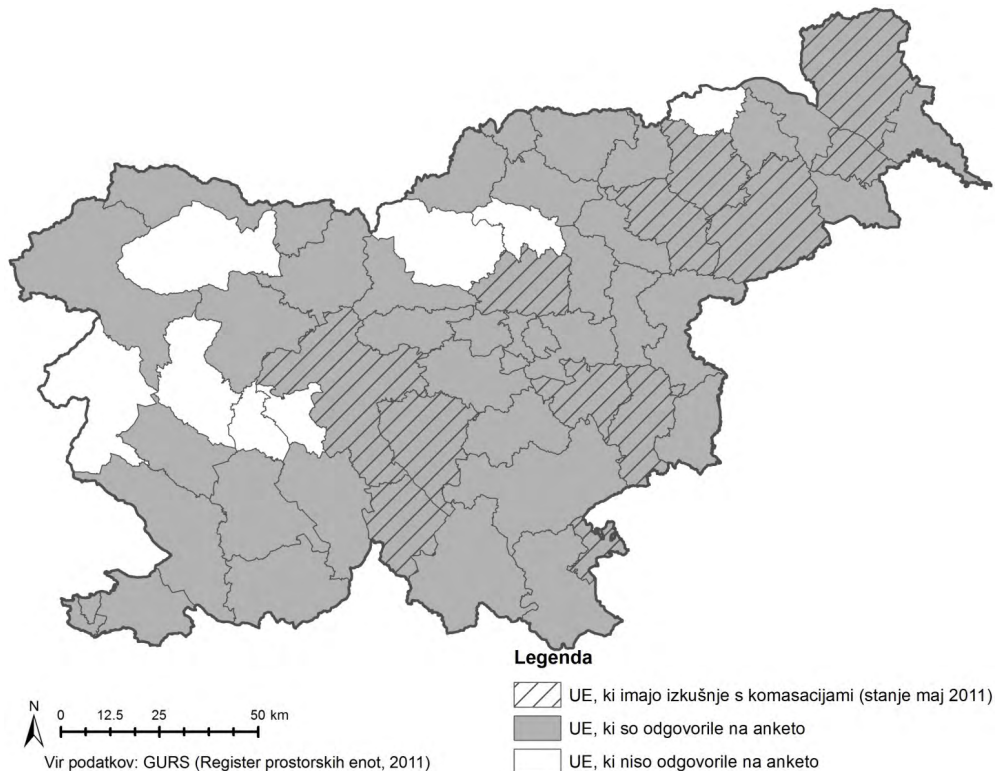 Legenda
UE, ki imajo izkušnje s komasacijami (stanje maj 2011)
UE, ki so odgovorile na anketo
UE, ki niso odgovorile na anketo
N
0 12.5 25 50 km
Vir podatkov: GURS (Register prostorskih enot, 2011)